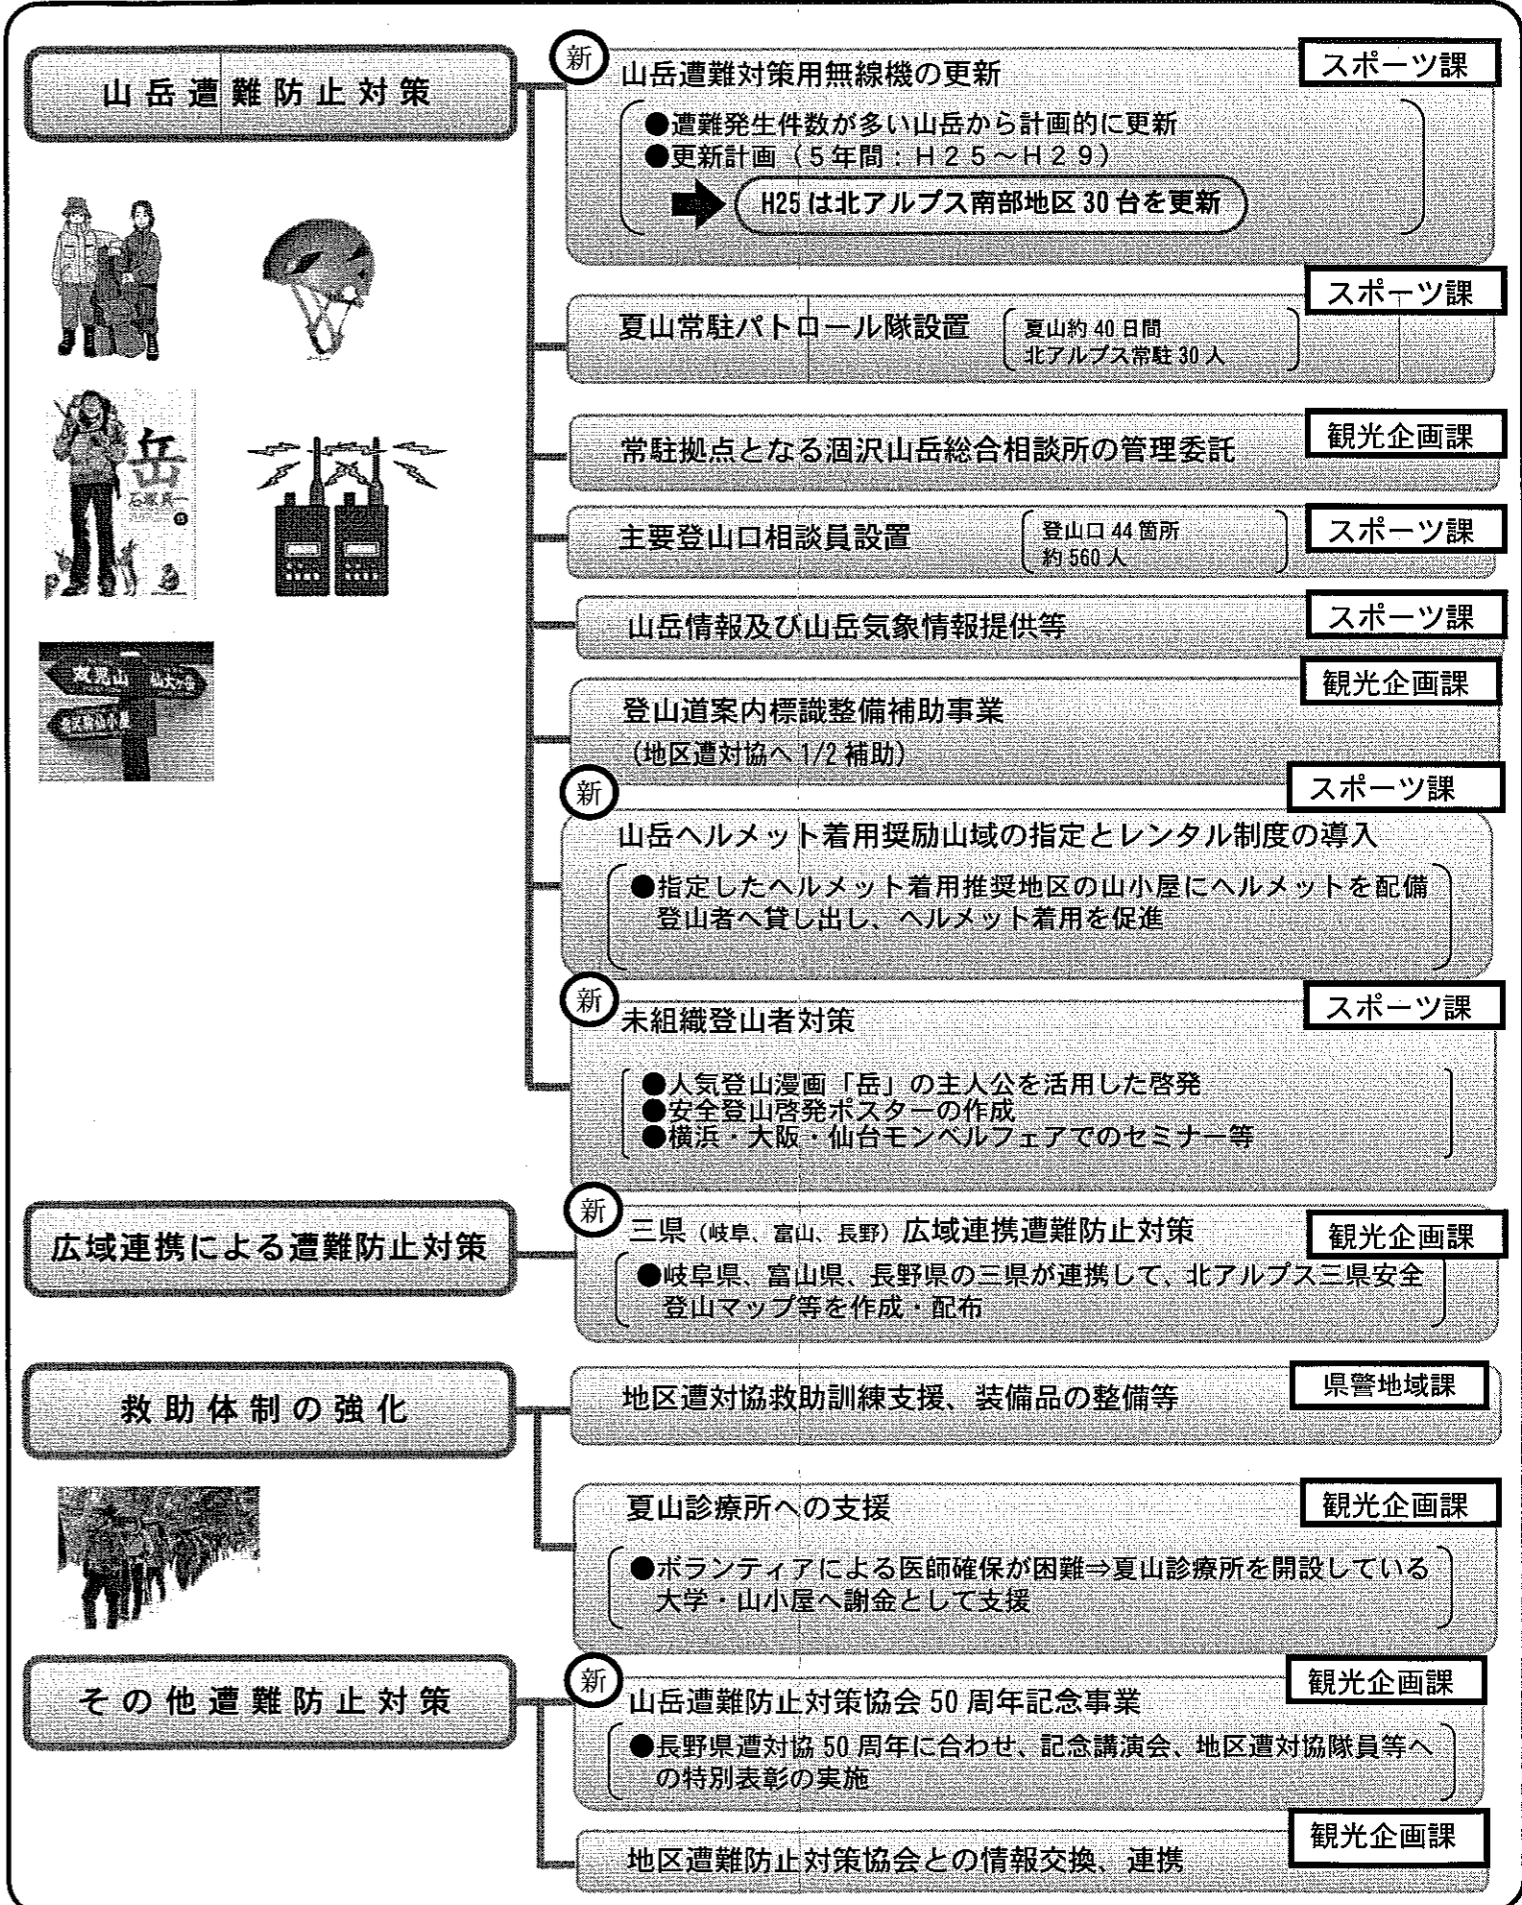 山岳遭難防止対策
新
山岳遭難対策用無線機の更新
スポーツ課
●遭難発生件数が多い山岳から計画的に更新
●更新計画（５年間：Ｈ２５～Ｈ２９）
H25は北アルプス南部地区30台を更新
夏山常駐パトロール隊設置
夏山約40日間
北アルプス常駐30人
スポーツ課
常駐拠点となる涸沢山岳総合相談所の管理委託
観光企画課
主要登山口相談員設置
登山口44箇所
約560人
スポーツ課
山岳情報及び山岳気象情報提供等
スポーツ課
登山道案内標識整備補助事業
（地区遭対協へ1/2補助）
観光企画課
新
山岳ヘルメット着用奨励山域の指定とレンタル制度の導入
スポーツ課
●指定したヘルメット着用推奨地区の山小屋にヘルメットを配備
登山者へ貸し出し、ヘルメット着用を促進
新
未組織登山者対策
スポーツ課
●人気登山漫画「岳」の主人公を活用した啓発
●安全登山啓発ポスターの作成
●横浜・大阪・仙台モンベルフェアでのセミナー等
岳
石塚真一
広域連携による遭難防止対策
新
三県（岐阜、富山、長野）広域連携遭難防止対策
観光企画課
●岐阜県、富山県、長野県の三県が連携して、北アルプス三県安全
登山マップ等を作成・配布
救助体制の強化
地区遭対協救助訓練支援、装備品の整備等
県警地域課
夏山診療所への支援
観光企画課
●ボランティアによる医師確保が困難⇒夏山診療所を開設している
大学・山小屋へ謝金として支援
その他遭難防止対策
新
山岳遭難防止対策協会50周年記念事業
観光企画課
●長野県遭対協50周年に合わせ、記念講演会、地区遭対協隊員等へ
の特別表彰の実施
地区遭難防止対策協会との情報交換、連携
観光企画課